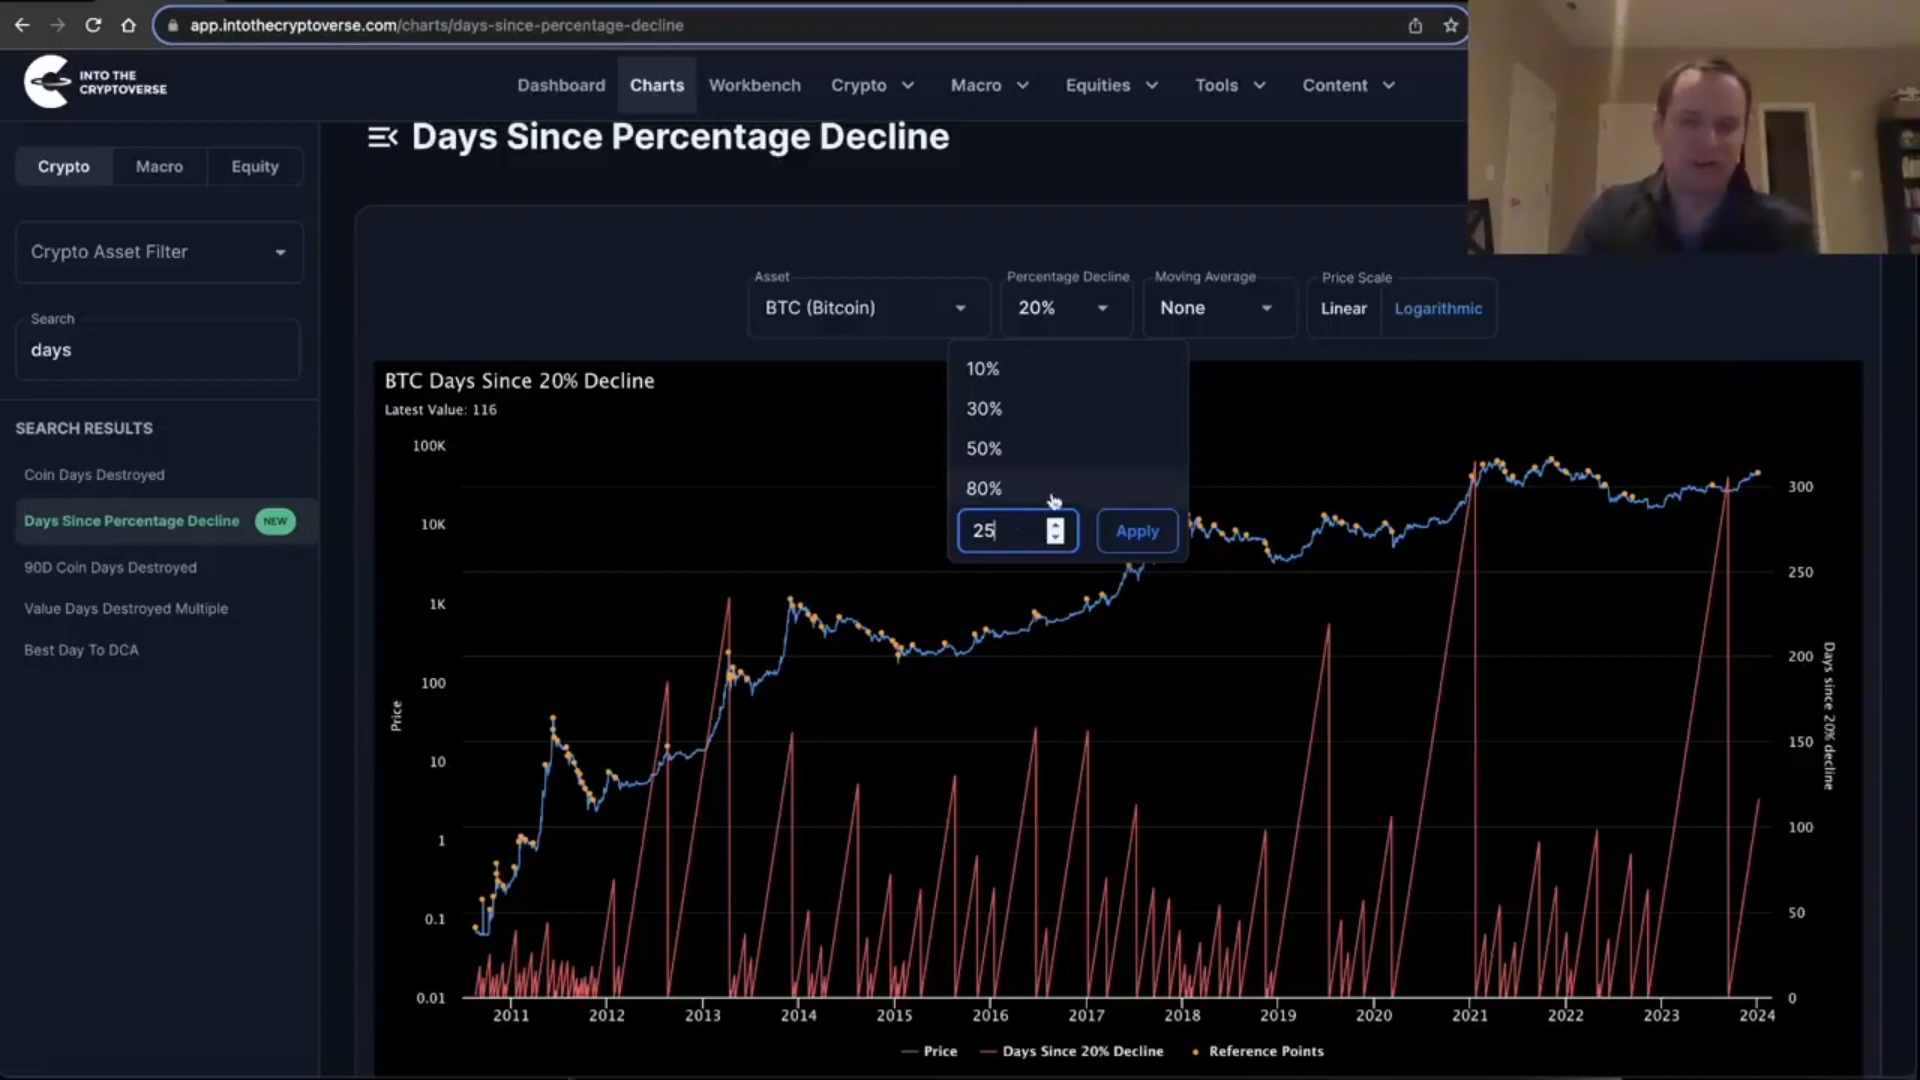 app.intothecryptoverse.com/charts/days-since-percentage-decline
INTO THE
CRYPTOVERSE
Dashboard
Charts
Workbench
Crypto
Macro
Equities
Tools
Content
Days Since Percentage Decline
Crypto
Macro
Equity
Crypto Asset Filter
Search
days
SEARCH RESULTS
Coin Days Destroyed
Days Since Percentage Decline NEW
90D Coin Days Destroyed
Value Days Destroyed Multiple
Best Day To DCA
Asset
BTC (Bitcoin)
Percentage Decline
20%
Moving Average
None
Price Scale
Linear
Logarithmic
10%
30%
50%
80%
25
Apply
BTC Days Since 20% Decline
Latest Value: 116
100K
10K
1K
100
10
1
0.1
0.01
Price
300
250
200
150
100
50
0
Days since 20% decline
2011
2012
2013
2014
2015
2016
2017
2018
2019
2020
2021
2022
2023
2024
Price
Days Since 20% Decline
Reference Points